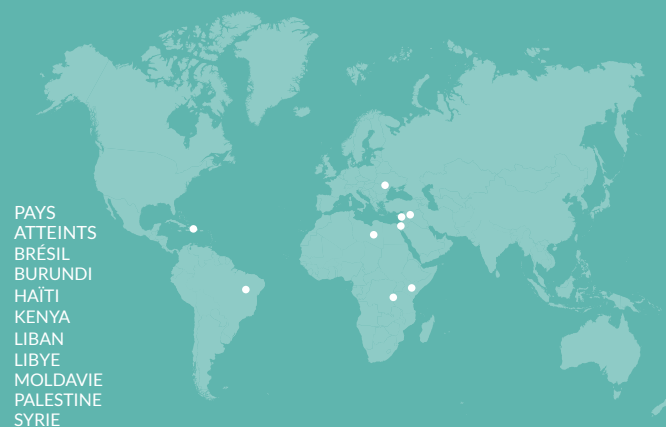 PAYS
ATTEINTS
BRÉSIL
BURUNDI
HAÏTI
KENYA
LIBAN
LIBYE
MOLDAVIE
PALESTINE
SYRIE